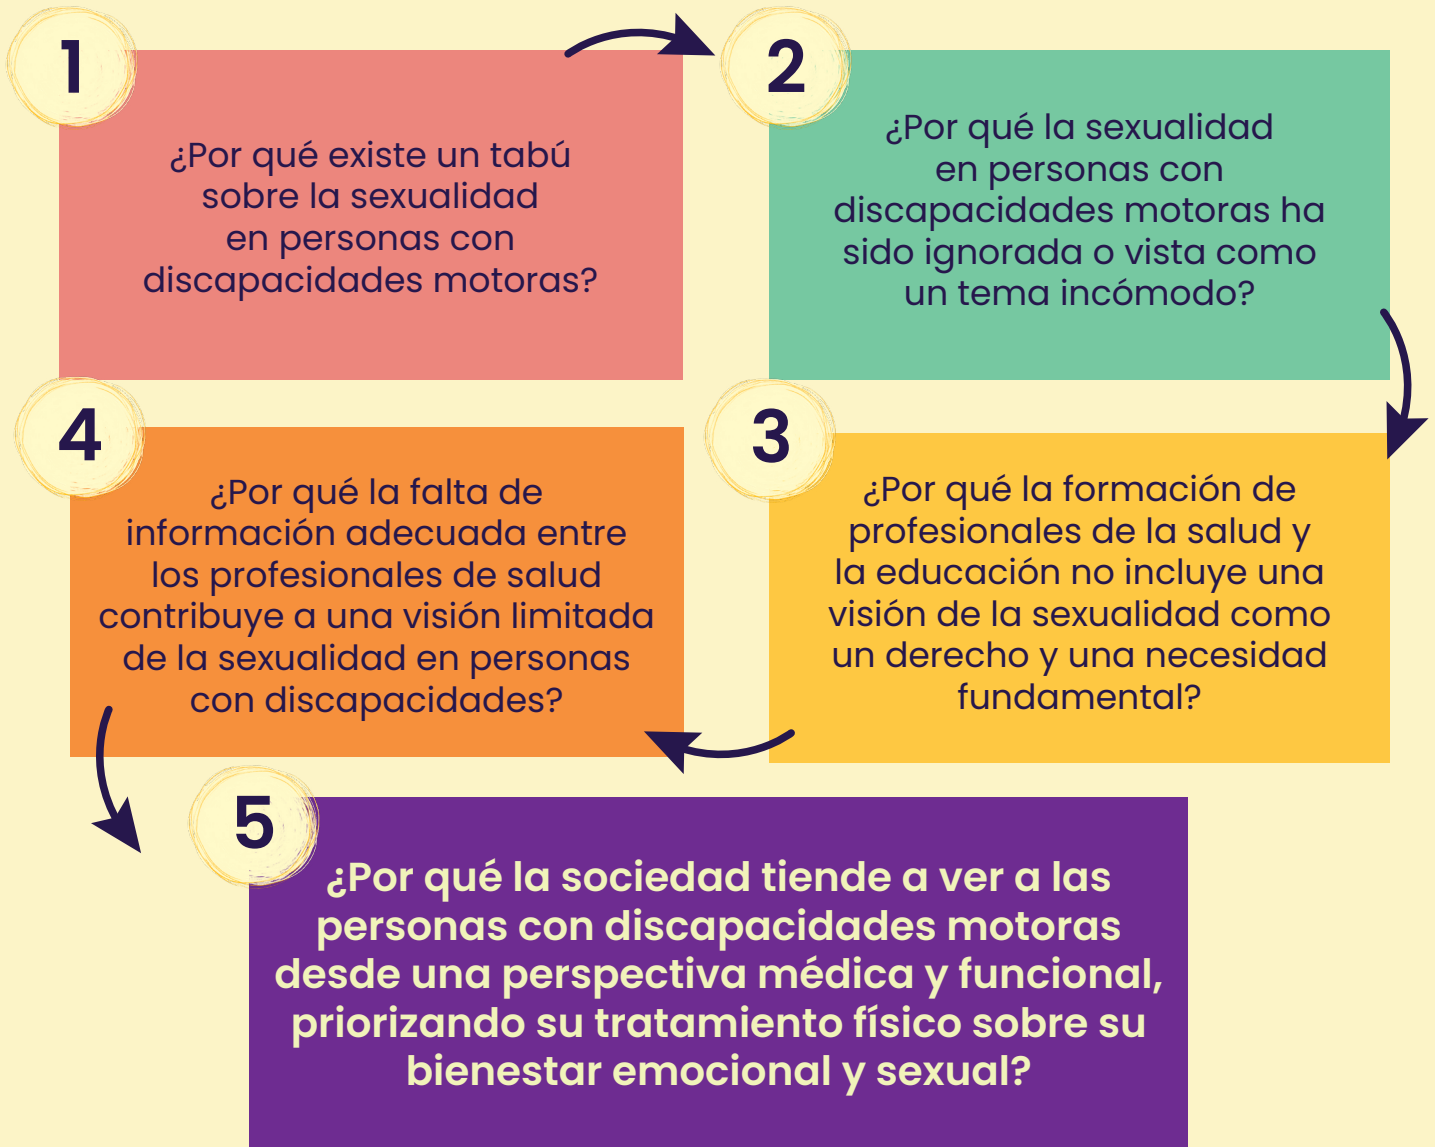 1
¿Por qué existe un tabú
sobre la sexualidad
en personas con
discapacidades motoras?
2
¿Por qué la sexualidad
en personas con
discapacidades motoras ha
sido ignorada o vista como
un tema incómodo?
3
¿Por qué la formación de
profesionales de la salud y
la educación no incluye una
visión de la sexualidad como
un derecho y una necesidad
fundamental?
4
¿Por qué la falta de
información adecuada entre
los profesionales de salud
contribuye a una visión limitada
de la sexualidad en personas
con discapacidades?
5
¿Por qué la sociedad tiende a ver a las
personas con discapacidades motoras
desde una perspectiva médica y funcional,
priorizando su tratamiento físico sobre su
bienestar emocional y sexual?